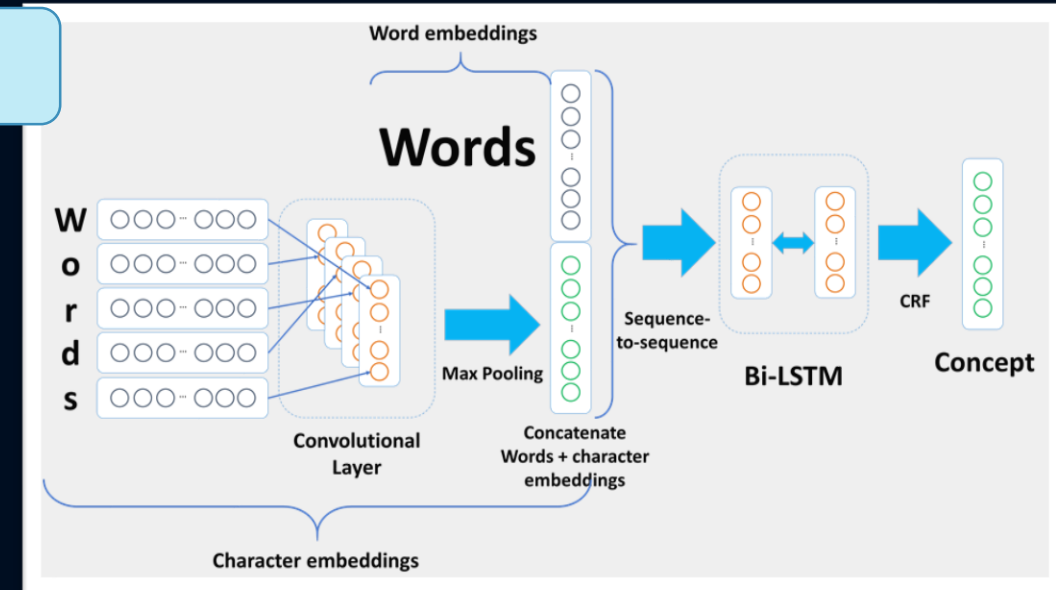 Word embeddings
Words
W
o
r
d
s
Max Pooling
Convolutional
Layer
Concatenate
Words + character
embeddings
Character embeddings
Sequence-
to-sequence
Bi-LSTM
CRF
Concept